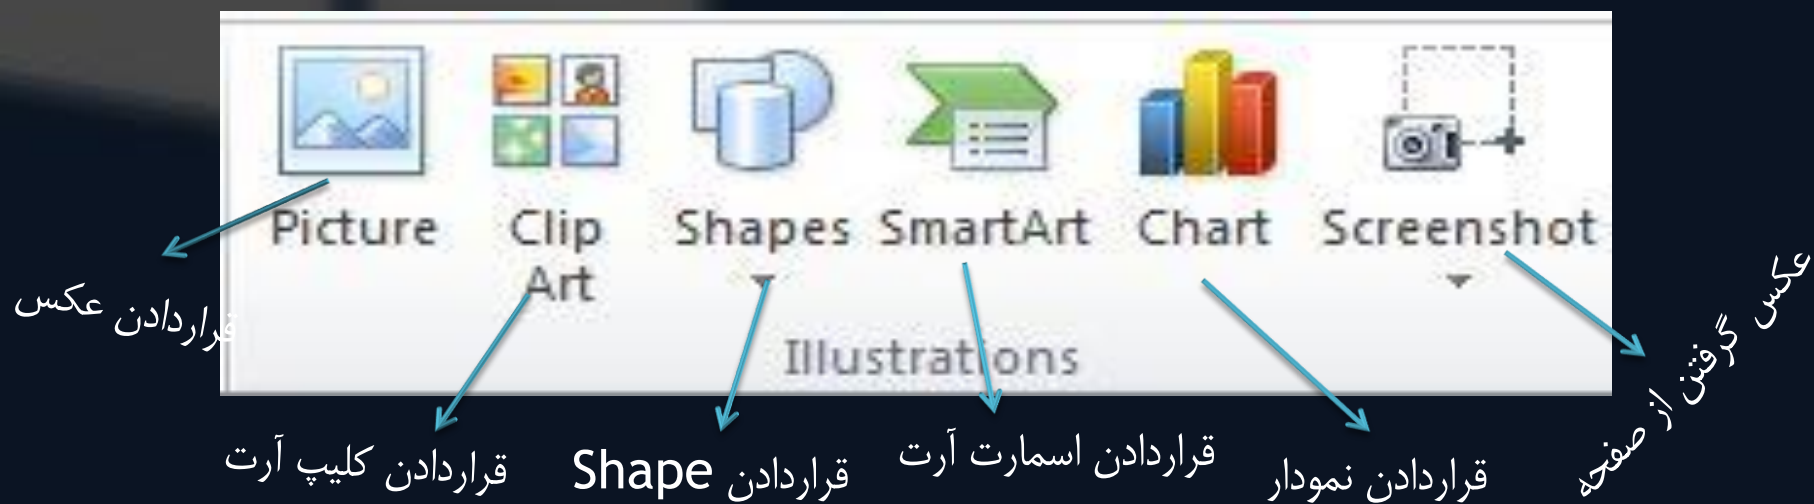 Picture
Clip Art
Shapes
SmartArt
Chart
Screenshot
Illustrations
قراردادن عکس
قراردادن کلیپ آرت
قراردادن Shape
قراردادن اسمارت آرت
قراردادن نمودار
عکس گرفتن از صفحه